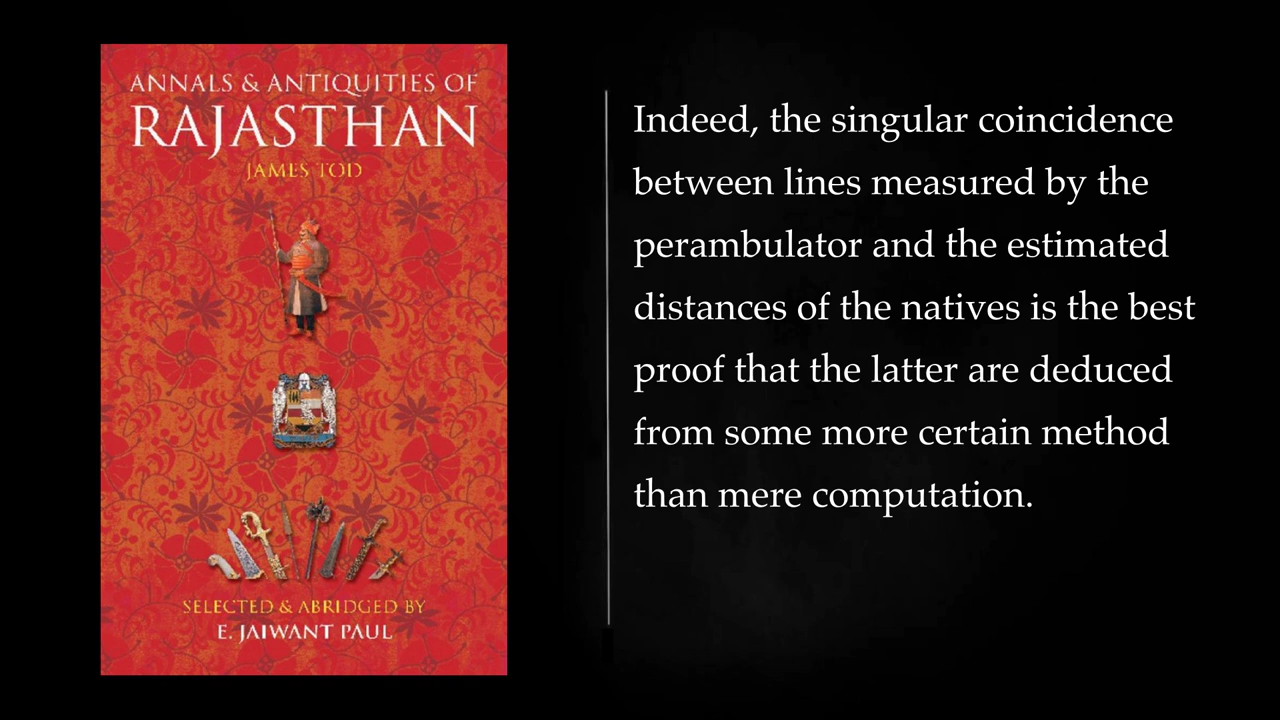 ANNALS & ANTIQUITIES OF
RAJASTHAN
JAMES TOD
SELECTED & ABRIDGED BY
E. JAIWANT PAUL
Indeed, the singular coincidence
between lines measured by the
perambulator and the estimated
distances of the natives is the best
proof that the latter are deduced
from some more certain method
than mere computation.